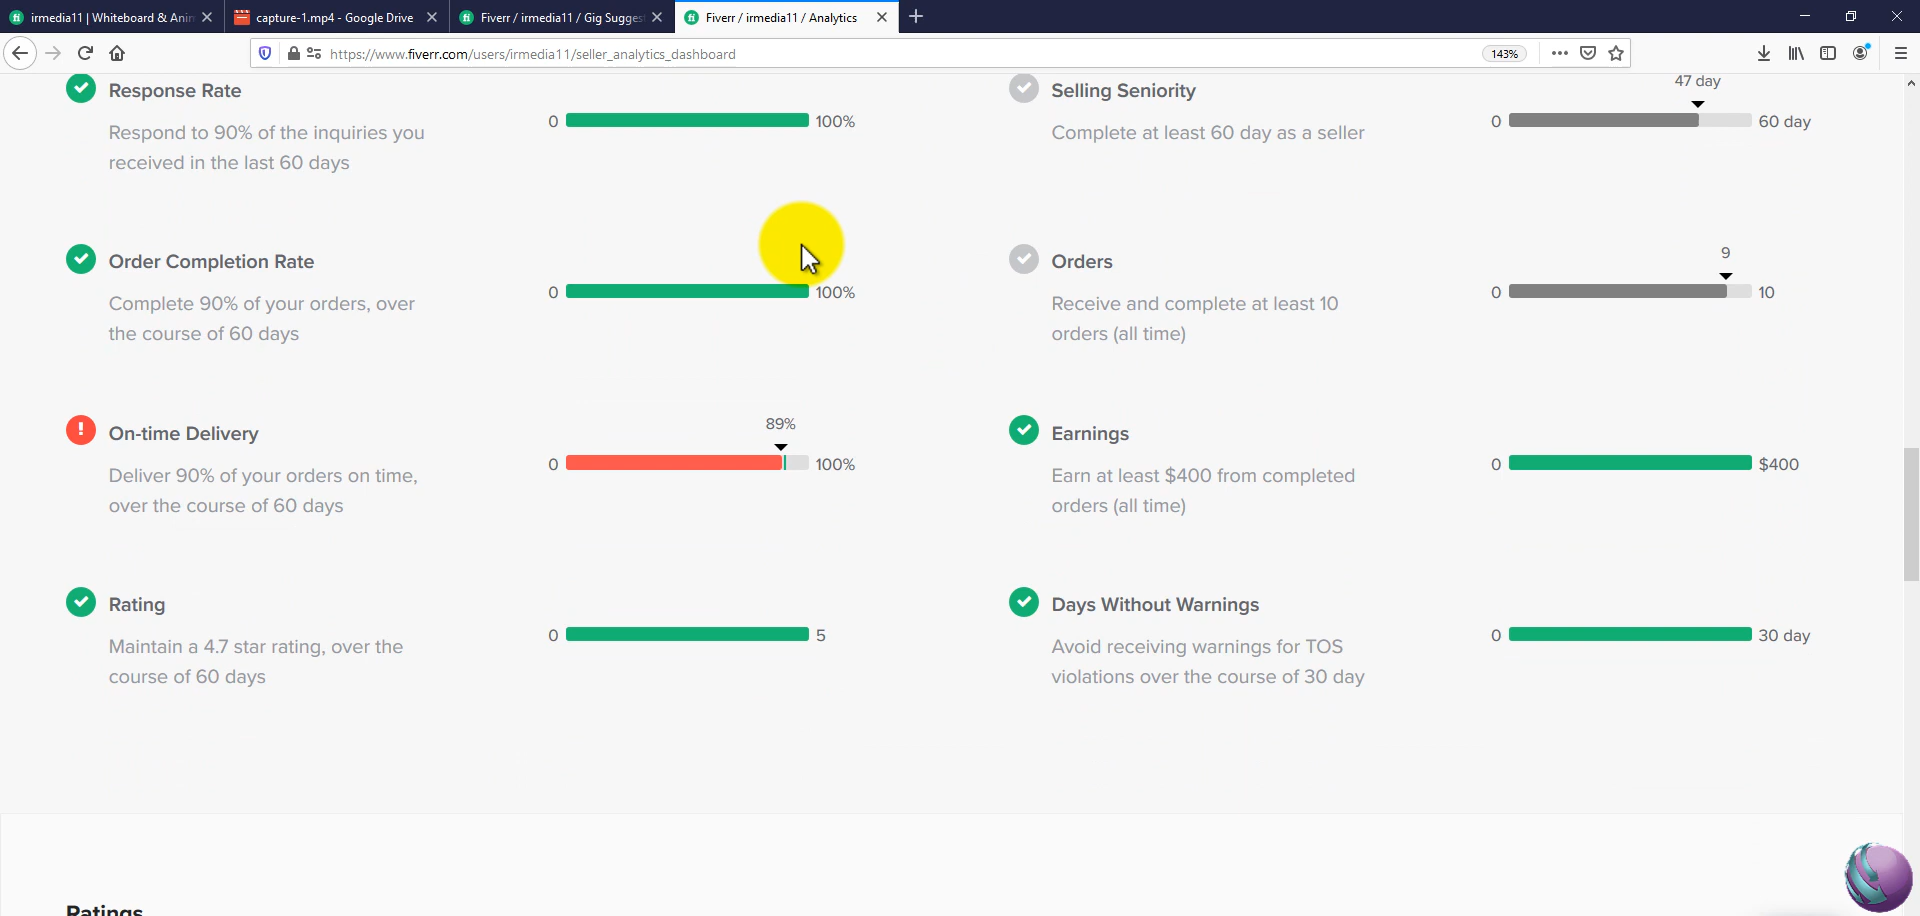 irmedia11 | Whiteboard & Anim
capture-1.mp4 - Google Drive
Fiverr / irmedia11 / Gig Suggest
Fiverr / irmedia11 / Analytics
https://www.fiverr.com/users/irmedia11/seller_analytics_dashboard
143%
Response Rate
Respond to 90% of the inquiries you
received in the last 60 days
0 100%
Selling Seniority
Complete at least 60 day as a seller
47 day
0 60 day
Order Completion Rate
Complete 90% of your orders, over
the course of 60 days
0 100%
Orders
Receive and complete at least 10
orders (all time)
9
0 10
On-time Delivery
Deliver 90% of your orders on time,
over the course of 60 days
89%
0 100%
Earnings
Earn at least $400 from completed
orders (all time)
0 $400
Rating
Maintain a 4.7 star rating, over the
course of 60 days
0 5
Days Without Warnings
Avoid receiving warnings for TOS
violations over the course of 30 day
0 30 day
Ratings